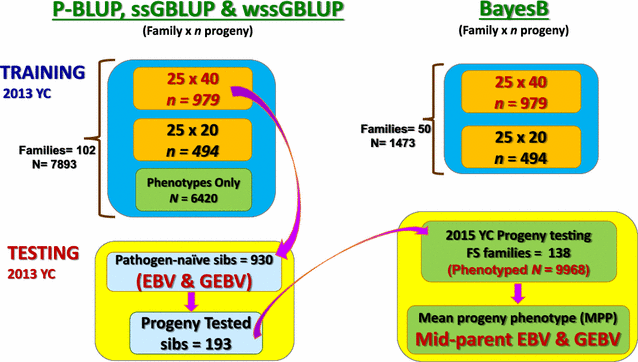 P-BLUP, ssGBLUP & wssGBLUP
(Family x n progeny)
BayesB
(Family x n progeny)
TRAINING
2013 YC
Families= 102
N= 7893
25 x 40
n = 979
25 x 20
n = 494
Phenotypes Only
N = 6420
Families= 50
N= 1473
25 x 40
n = 979
25 x 20
n = 494
TESTING
2013 YC
Pathogen-naïve sibs = 930
(EBV & GEBV)
Progeny Tested
sibs = 193
2015 YC Progeny testing
FS families = 138
(Phenotyped N = 9968)
Mean progeny phenotype (MPP)
Mid-parent EBV & GEBV